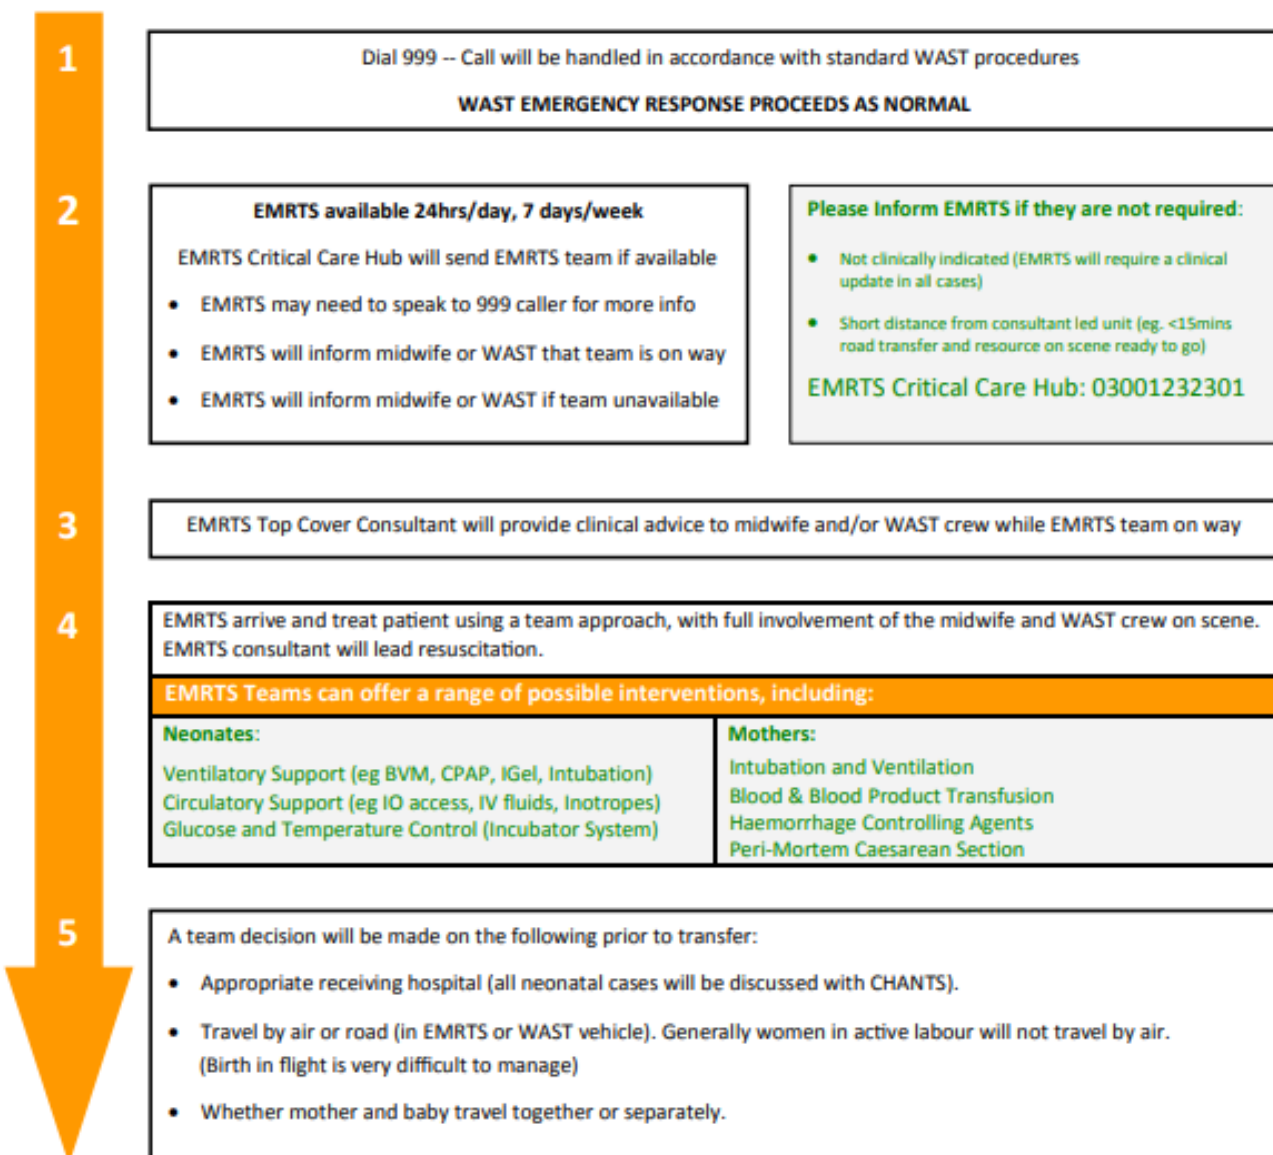 1
Dial 999 -- Call will be handled in accordance with standard WAST procedures
WAST EMERGENCY RESPONSE PROCEEDS AS NORMAL
2
EMRTS available 24hrs/day, 7 days/week
EMRTS Critical Care Hub will send EMRTS team if available
• EMRTS may need to speak to 999 caller for more info
• EMRTS will inform midwife or WAST that team is on way
• EMRTS will inform midwife or WAST if team unavailable
Please Inform EMRTS if they are not required:
• Not clinically indicated (EMRTS will require a clinical
update in all cases)
• Short distance from consultant led unit (eg. <15mins
road transfer and resource on scene ready to go)
EMRTS Critical Care Hub: 03001232301
3
EMRTS Top Cover Consultant will provide clinical advice to midwife and/or WAST crew while EMRTS team on way
4
EMRTS arrive and treat patient using a team approach, with full involvement of the midwife and WAST crew on scene.
EMRTS consultant will lead resuscitation.
EMRTS Teams can offer a range of possible interventions, including:
Neonates:
Ventilatory Support (eg BVM, CPAP, IGel, Intubation)
Circulatory Support (eg IO access, IV fluids, Inotropes)
Glucose and Temperature Control (Incubator System)
Mothers:
Intubation and Ventilation
Blood & Blood Product Transfusion
Haemorrhage Controlling Agents
Peri-Mortem Caesarean Section
5
A team decision will be made on the following prior to transfer:
• Appropriate receiving hospital (all neonatal cases will be discussed with CHANTS).
• Travel by air or road (in EMRTS or WAST vehicle). Generally women in active labour will not travel by air.
(Birth in flight is very difficult to manage)
• Whether mother and baby travel together or separately.